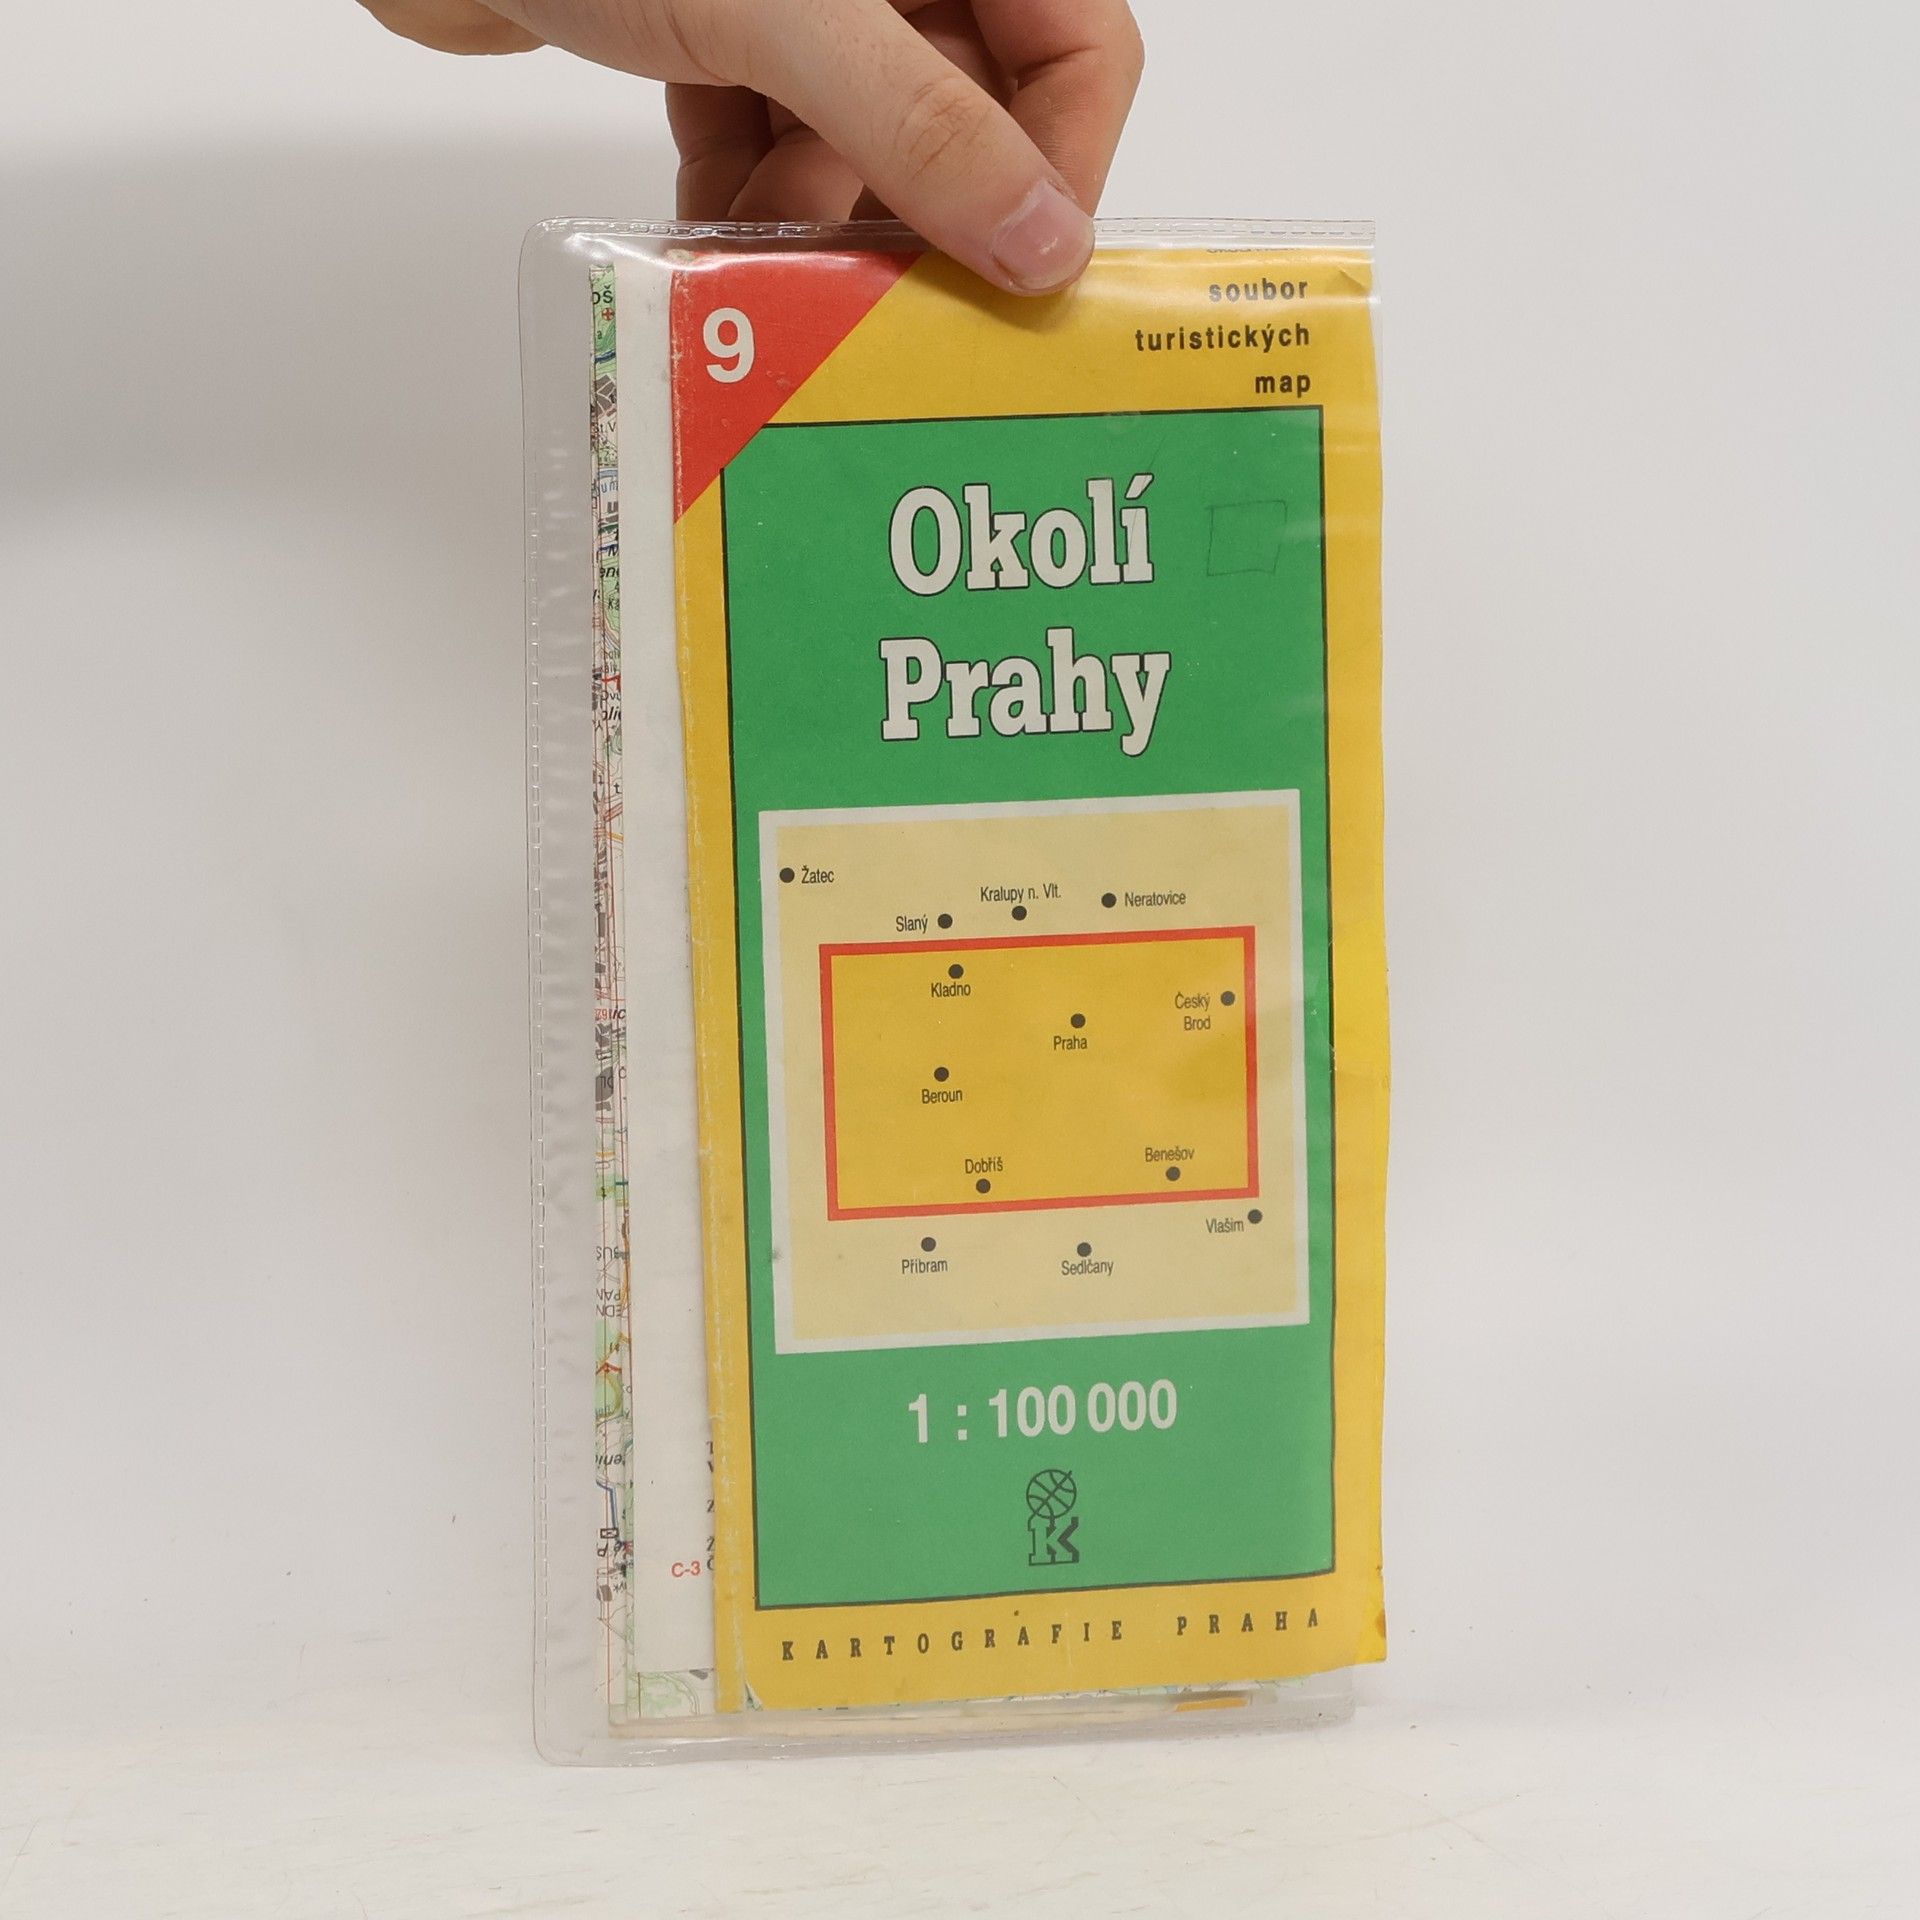 9
soubor
turistických
map
Okolí
Prahy
Žatec
Kralupy n. Vlt.
Neratovice
Slaný
Kladno
Český
Brod
Praha
Beroun
Dobříš
Benešov
Vlašim
Příbram
Sedlčany
1 : 100 000
K
C-3
KARTOGRAFIE PRAHA